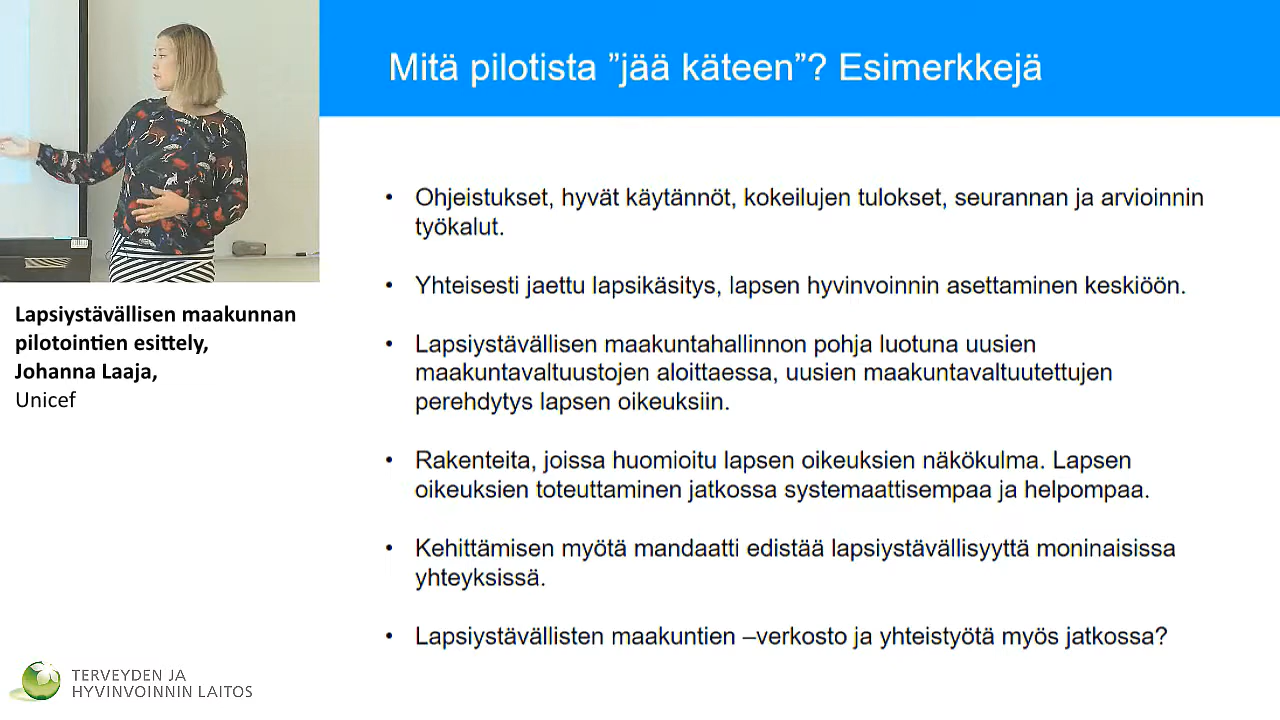 Mitä pilotista ”jää käteen”? Esimerkkejä
• Ohjeistukset, hyvät käytännöt, kokeilujen tulokset, seurannan ja arvioinnin
työkalut.
• Yhteisesti jaettu lapsikäsitys, lapsen hyvinvoinnin asettaminen keskiöön.
• Lapsiystävällisen maakuntahallinnon pohja luotuna uusien
maakuntavaltuustojen aloittaessa, uusien maakuntavaltuutettujen
perehdytys lapsen oikeuksiin.
• Rakenteita, joissa huomioitu lapsen oikeuksien näkökulma. Lapsen
oikeuksien toteuttaminen jatkossa systemaattisempaa ja helpompaa.
• Kehittämisen myötä mandaatti edistää lapsiystävällisyyttä moninaisissa
yhteyksissä.
• Lapsiystävällisten maakuntien –verkosto ja yhteistyötä myös jatkossa?
Lapsiystävällisen maakunnan
pilotointien esittely,
Johanna Laaja,
Unicef
TERVEYDEN JA
HYVINVOINNIN LAITOS